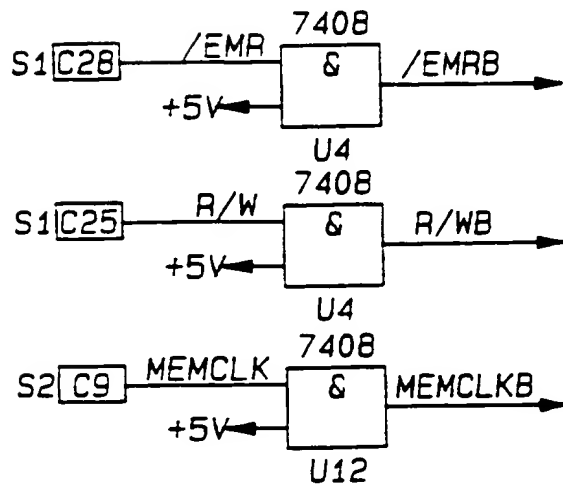 7408
S1 C28 /EMR & /EMRB
+5V
U4
7408
S1 C25 R/W & R/WB
+5V
U4
7408
S2 C9 MEMCLK & MEMCLKB
+5V
U12